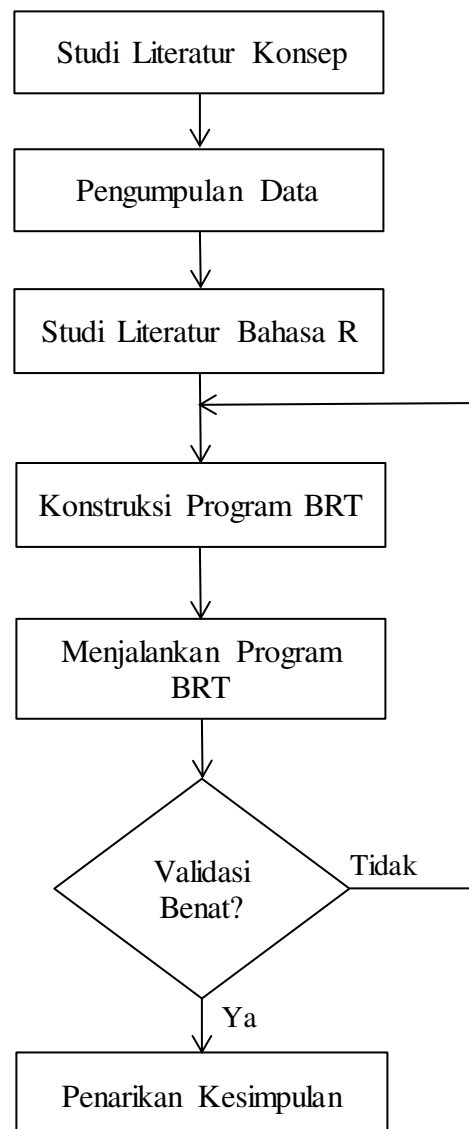 Studi Literatur Konsep
Pengumpulan Data
Studi Literatur Bahasa R
Konstruksi Program BRT
Menjalankan Program
BRT
Validasi
Benat?
Tidak
Ya
Penarikan Kesimpulan